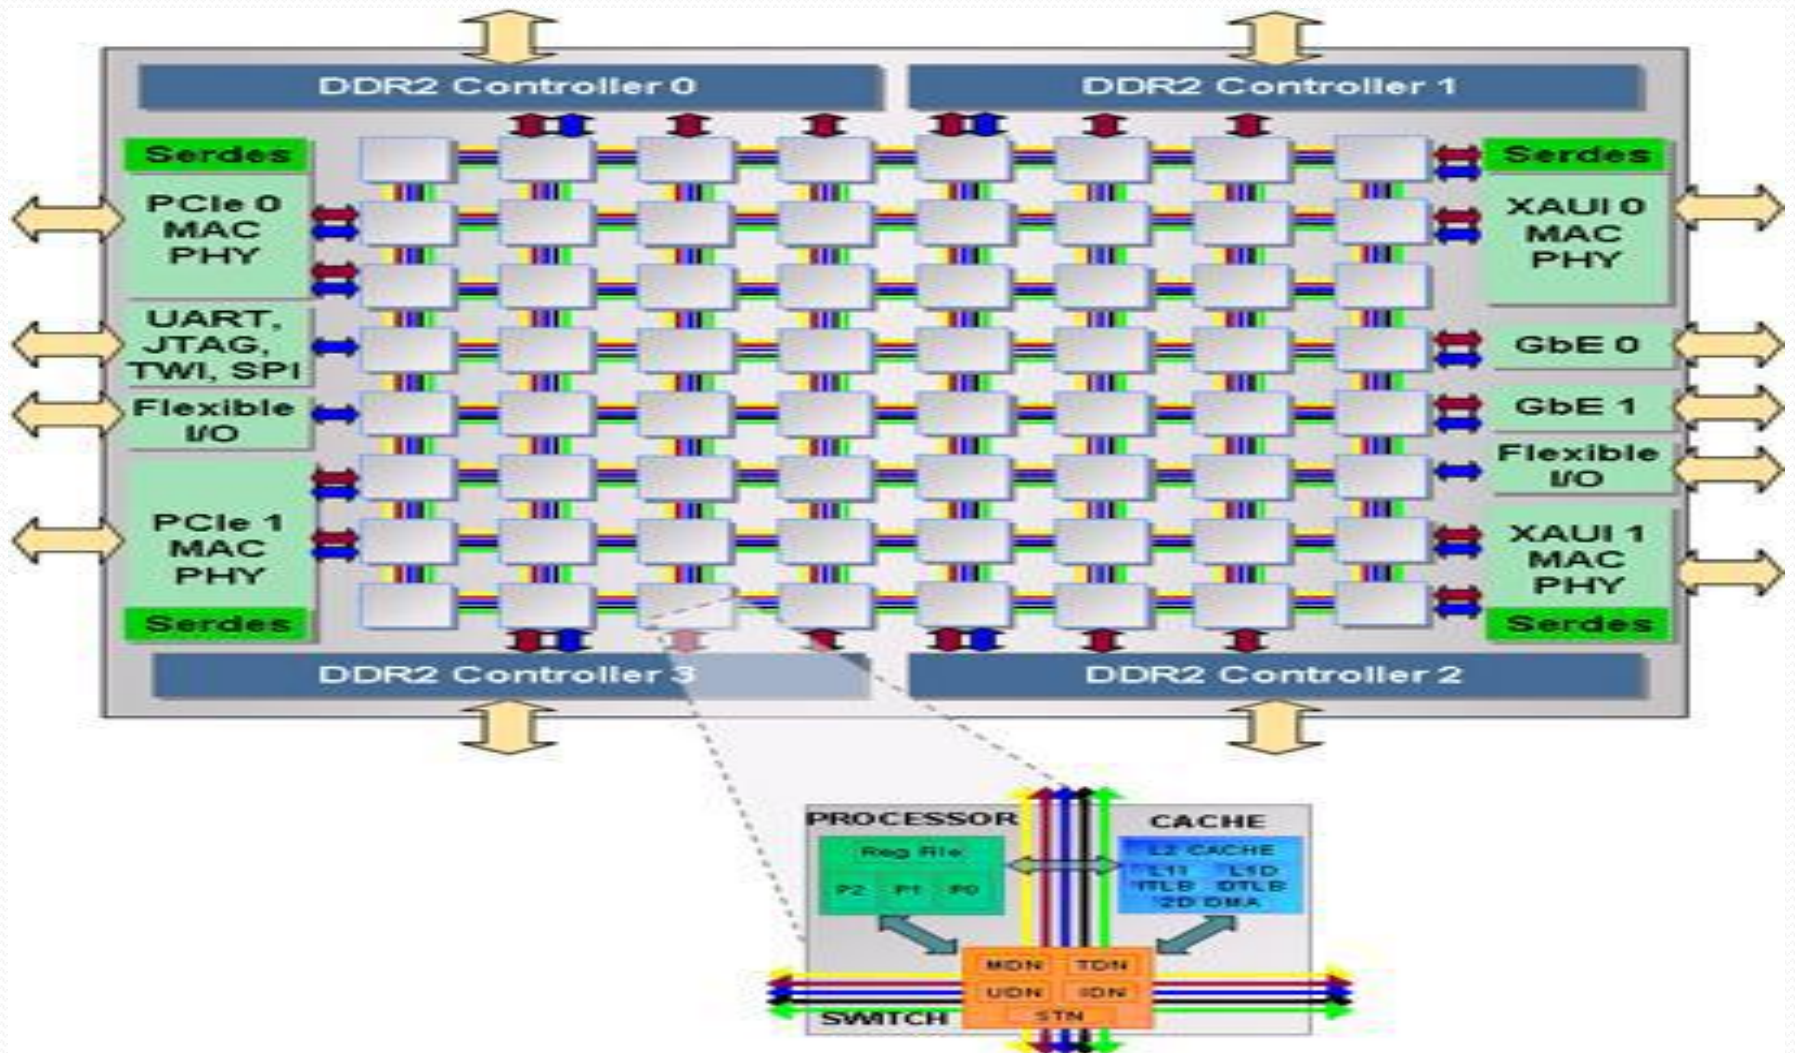 DDR2 Controller 0
DDR2 Controller 1
Serdes
PCIe 0
MAC
PHY
UART,
JTAG,
TWI, SPI
Flexible
I/O
PCIe 1
MAC
PHY
Serdes
Serdes
XAUI 0
MAC
PHY
GbE 0
GbE 1
Flexible
I/O
XAUI 1
MAC
PHY
Serdes
DDR2 Controller 3
DDR2 Controller 2
PROCESSOR
Reg File
P2 P1 P0
CACHE
L2 CACHE
L1I L1D
ITLB DTLB
2D DMA
MDN TDN
UDN IDN
STN
SWITCH